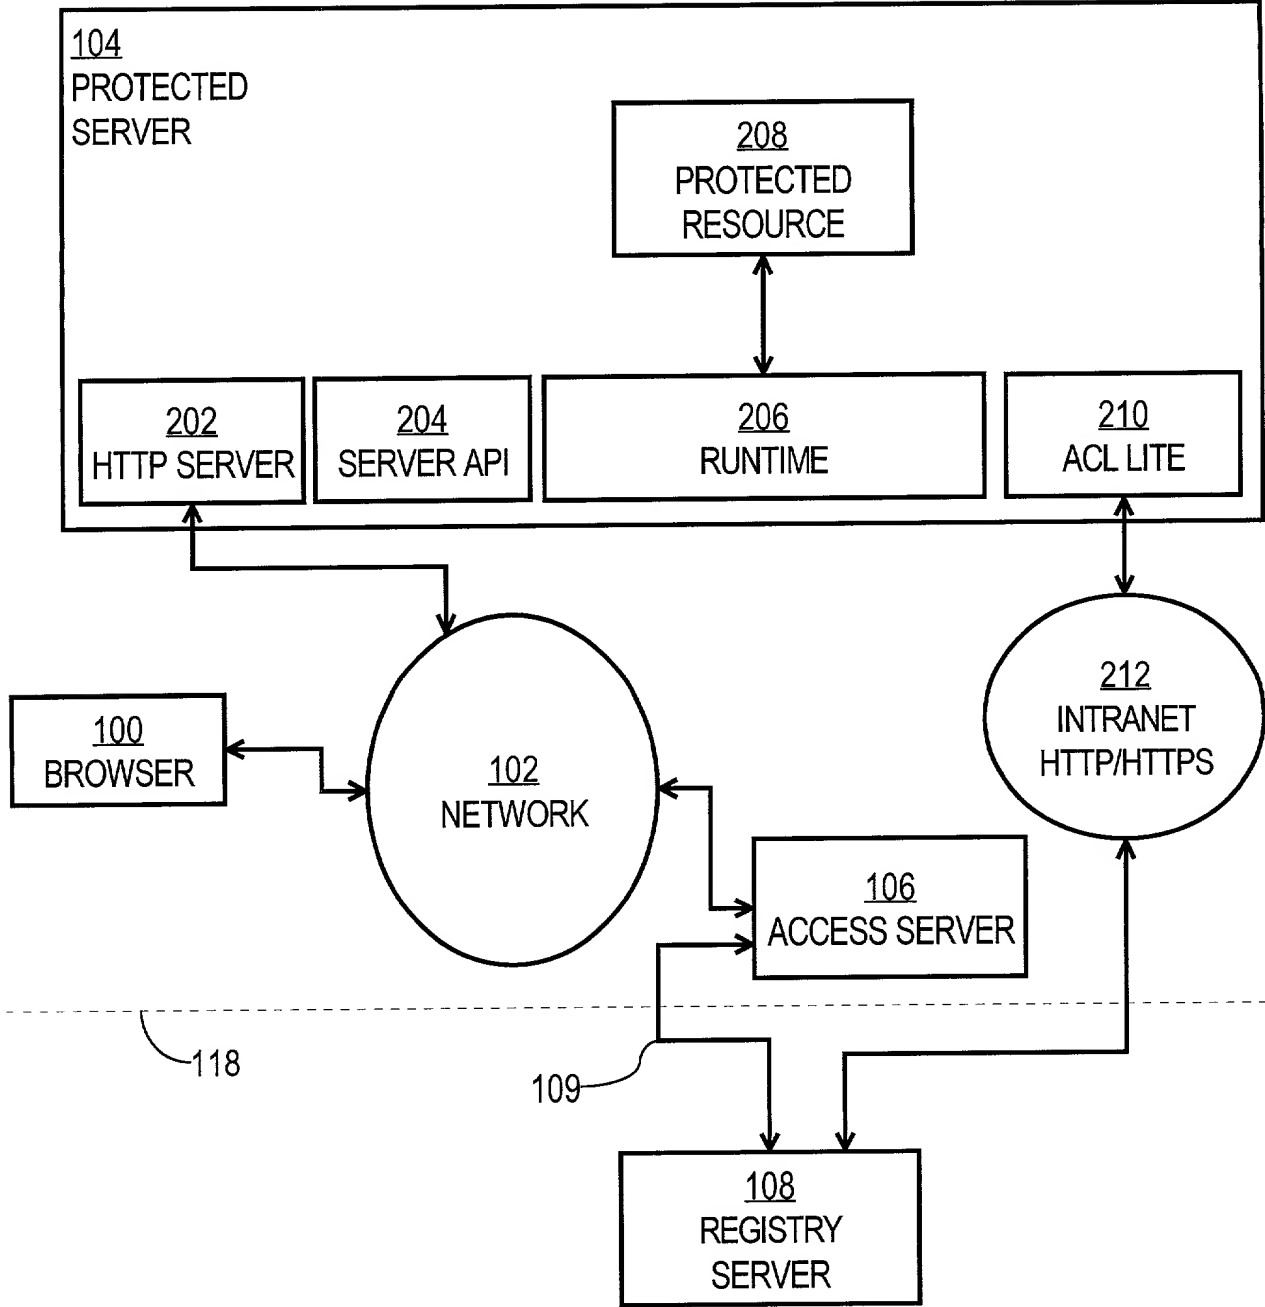 104
PROTECTED
SERVER
208
PROTECTED
RESOURCE
202
HTTP SERVER
204
SERVER API
206
RUNTIME
210
ACL LITE
100
BROWSER
102
NETWORK
212
INTRANET
HTTP/HTTPS
106
ACCESS SERVER
118
109
108
REGISTRY
SERVER